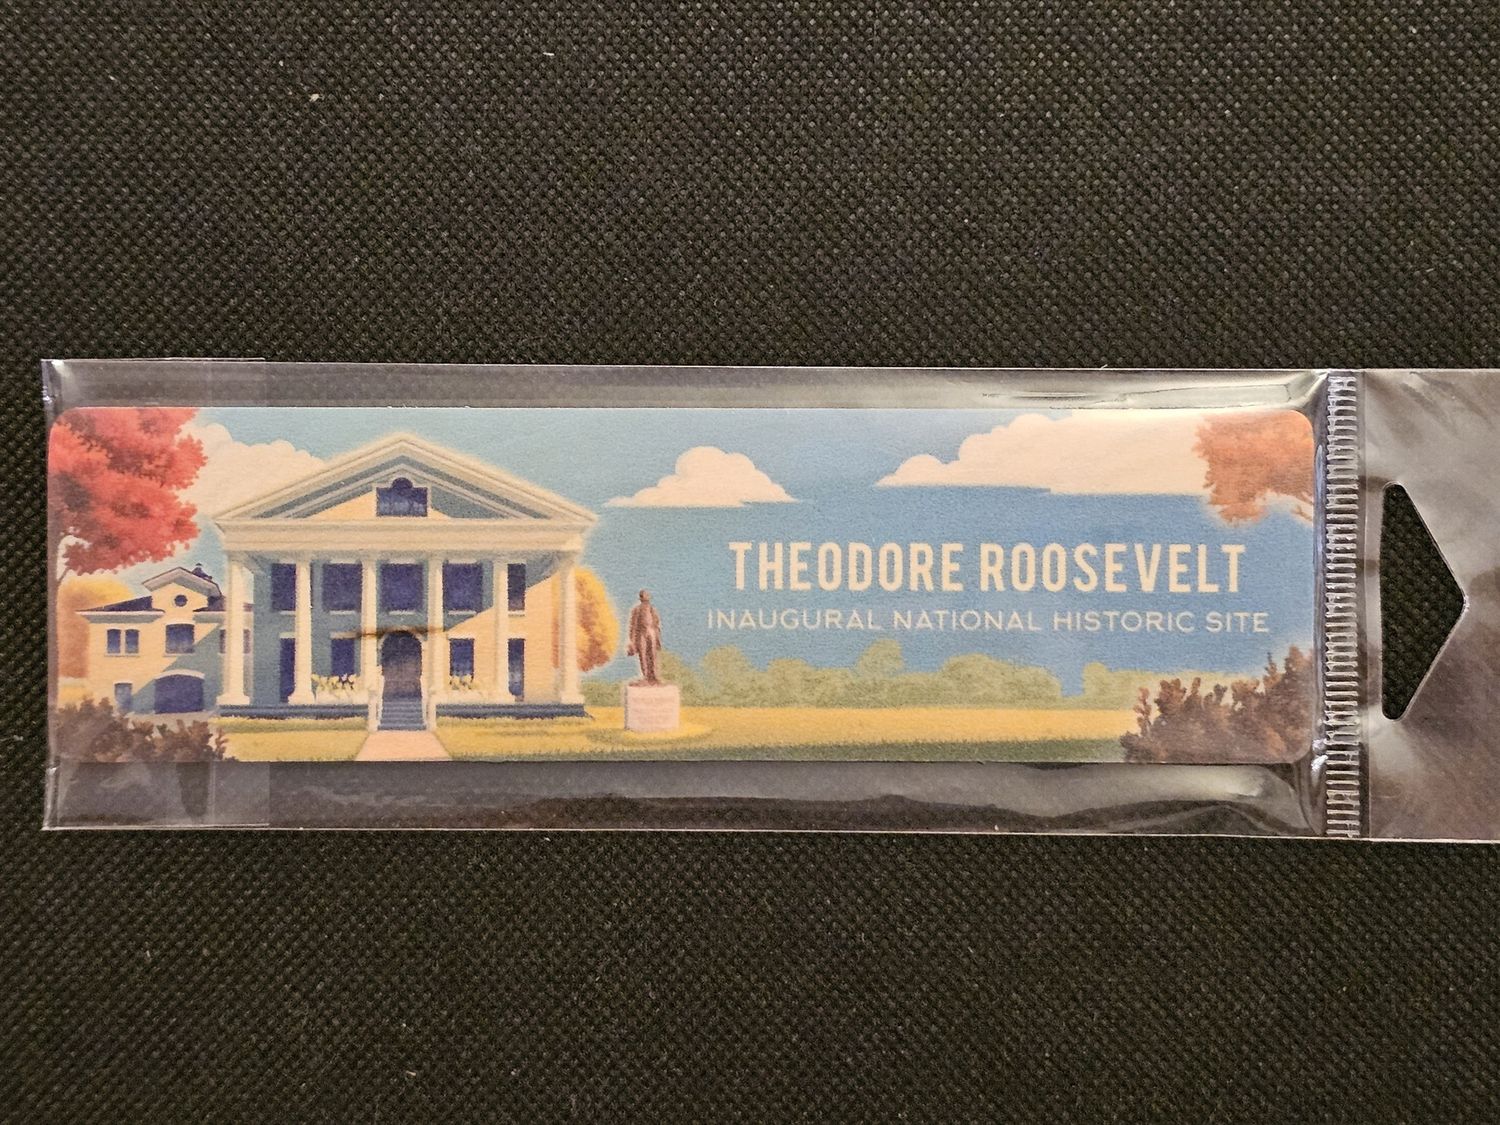 THEODORE ROOSEVELT
INAUGURAL NATIONAL HISTORIC SITE